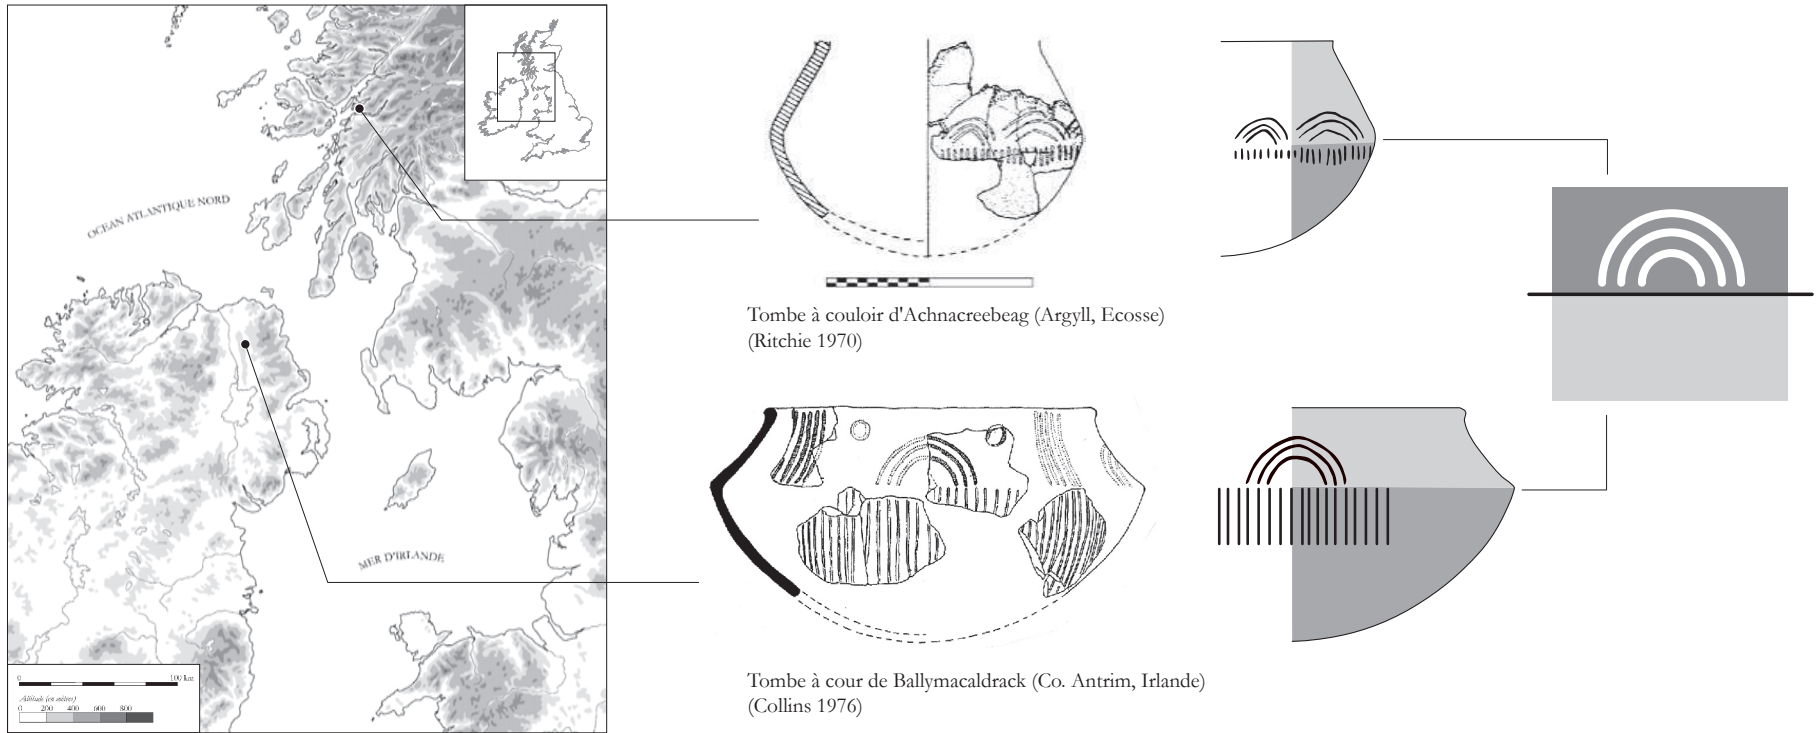 OCEAN ATLANTIQUE NORD
MER D'IRLANDE
0 100 km
Altitude (en mètres)
0 200 400 600 800
Tombe à couloir d'Achnacreebeag (Argyll, Ecosse)
(Ritchie 1970)
Tombe à cour de Ballymacaldrack (Co. Antrim, Irlande)
(Collins 1976)